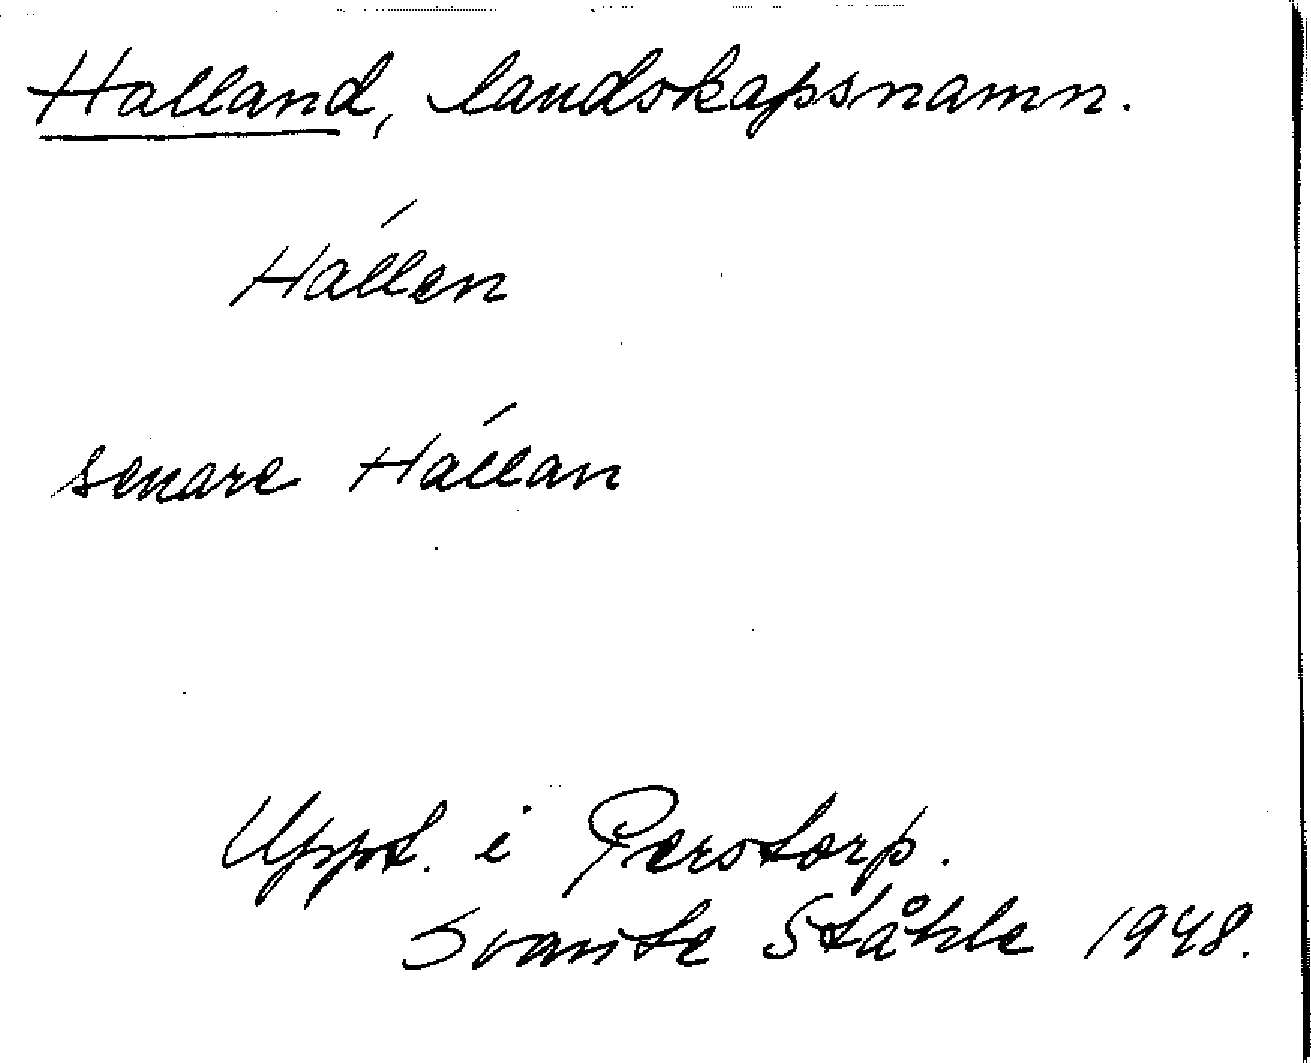 Halland, landskapsnamn.
Hállen
senare Hállan
Uppt. i Perstorp.
Svante Ståhle 1948.